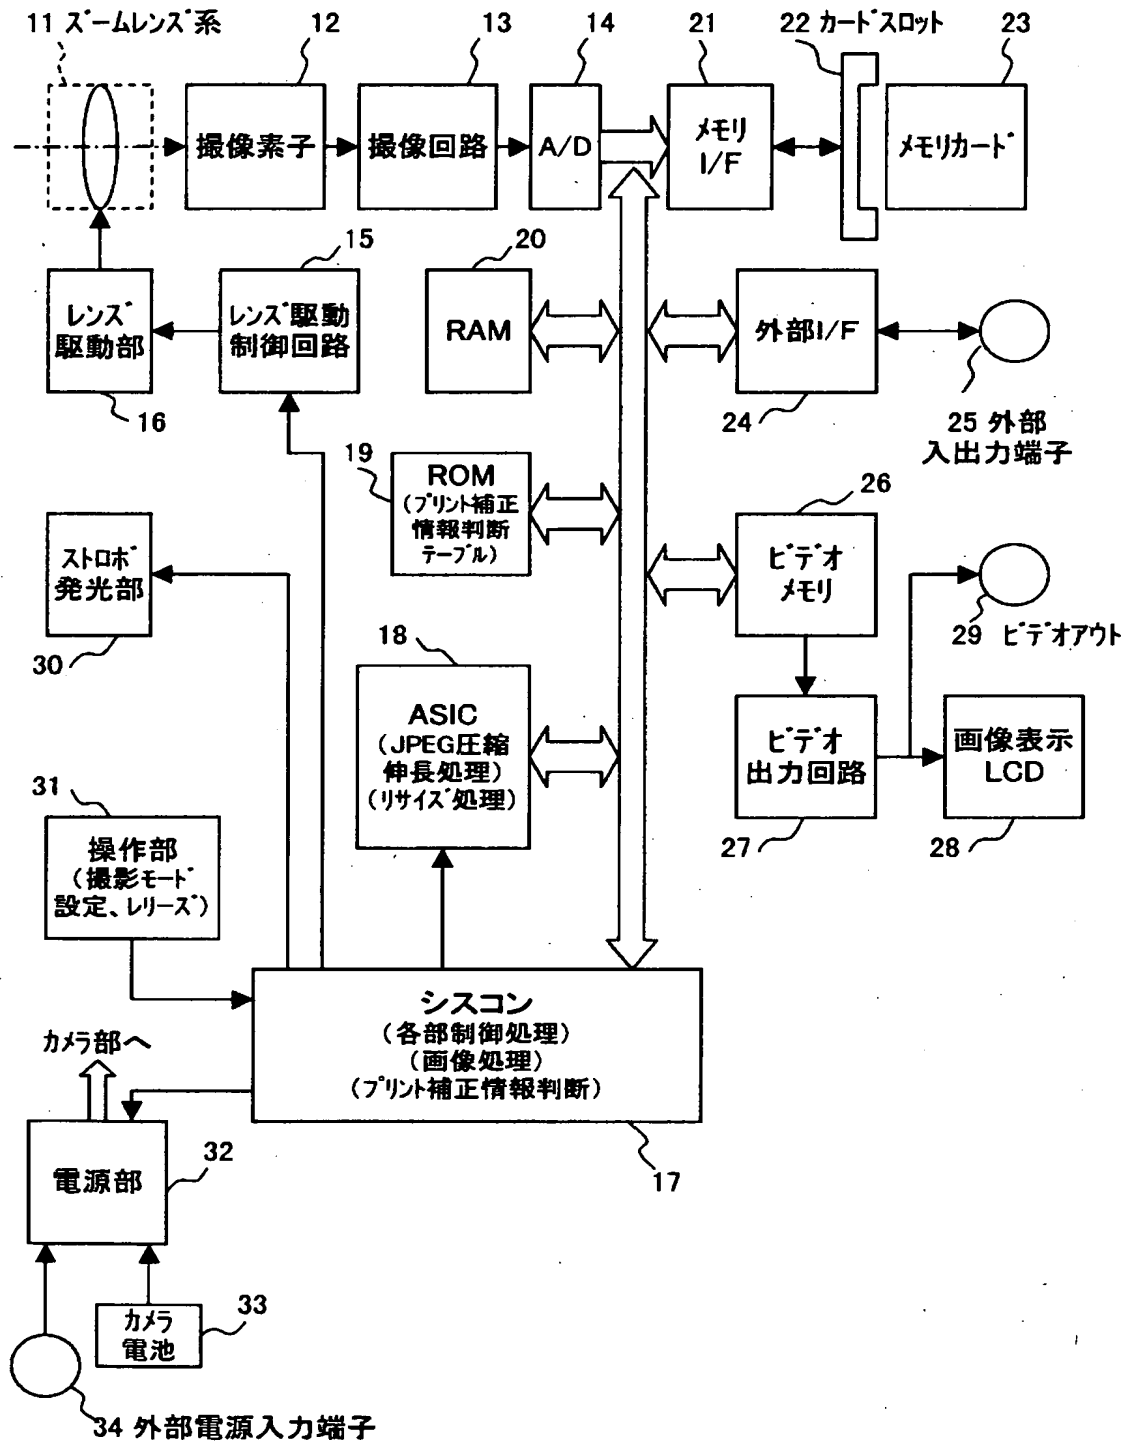 11 ズームレンズ系
12
13
14
21
22 カードスロット
23
撮像素子
撮像回路
A/D
メモリ
I/F
メモリカード
15
20
レンズ
駆動部
レンズ駆動
制御回路
RAM
外部I/F
16
24
25 外部
入出力端子
19
ROM
(プリント補正
情報判断
テーブル)
26
ストロボ
発光部
ビデオ
メモリ
30
18
29 ビデオアウト
ASIC
(JPEG圧縮
伸長処理)
(リサイズ処理)
ビデオ
出力回路
画像表示
LCD
31
27
28
操作部
(撮影モード
設定、レリーズ)
シスコン
(各部制御処理)
(画像処理)
(プリント補正情報判断)
カメラ部へ
17
電源部
32
カメラ
電池
33
34 外部電源入力端子